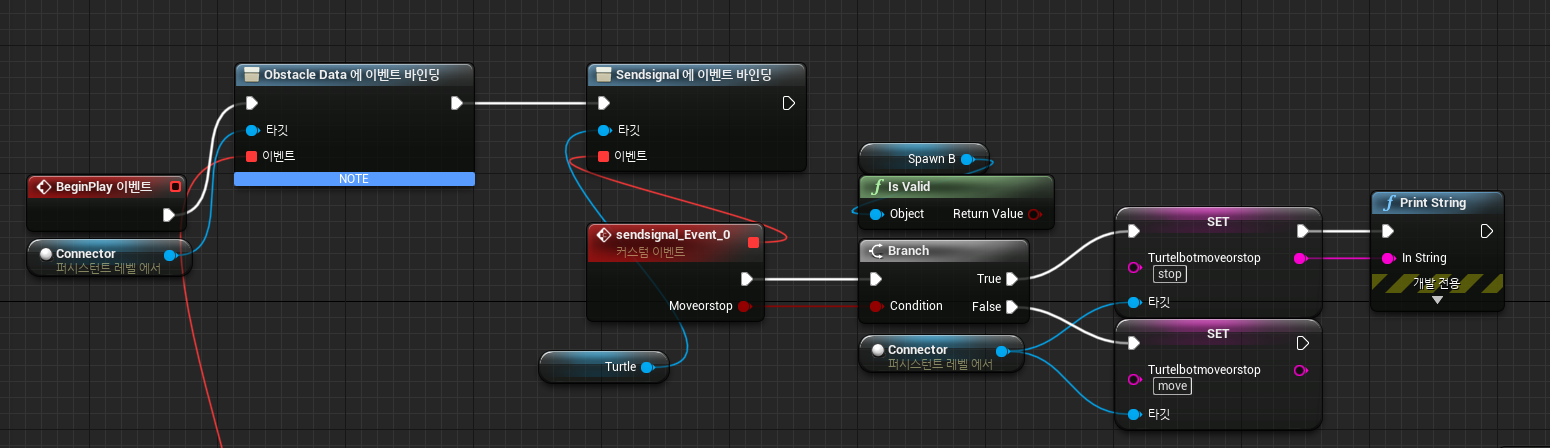 Obstacle Data 에 이벤트 바인딩
타깃
이벤트
NOTE
BeginPlay 이벤트
Connector
퍼시스턴트 레벨 에서
Sendsignal 에 이벤트 바인딩
타깃
이벤트
sendsignal_Event_0
커스텀 이벤트
Moveorstop
Turtle
Spawn B
Is Valid
Object
Return Value
Branch
True
Condition
False
Connector
퍼시스턴트 레벨 에서
SET
Turtelbotmoveorstop
stop
타깃
SET
Turtelbotmoveorstop
move
타깃
Print String
In String
개발 전용